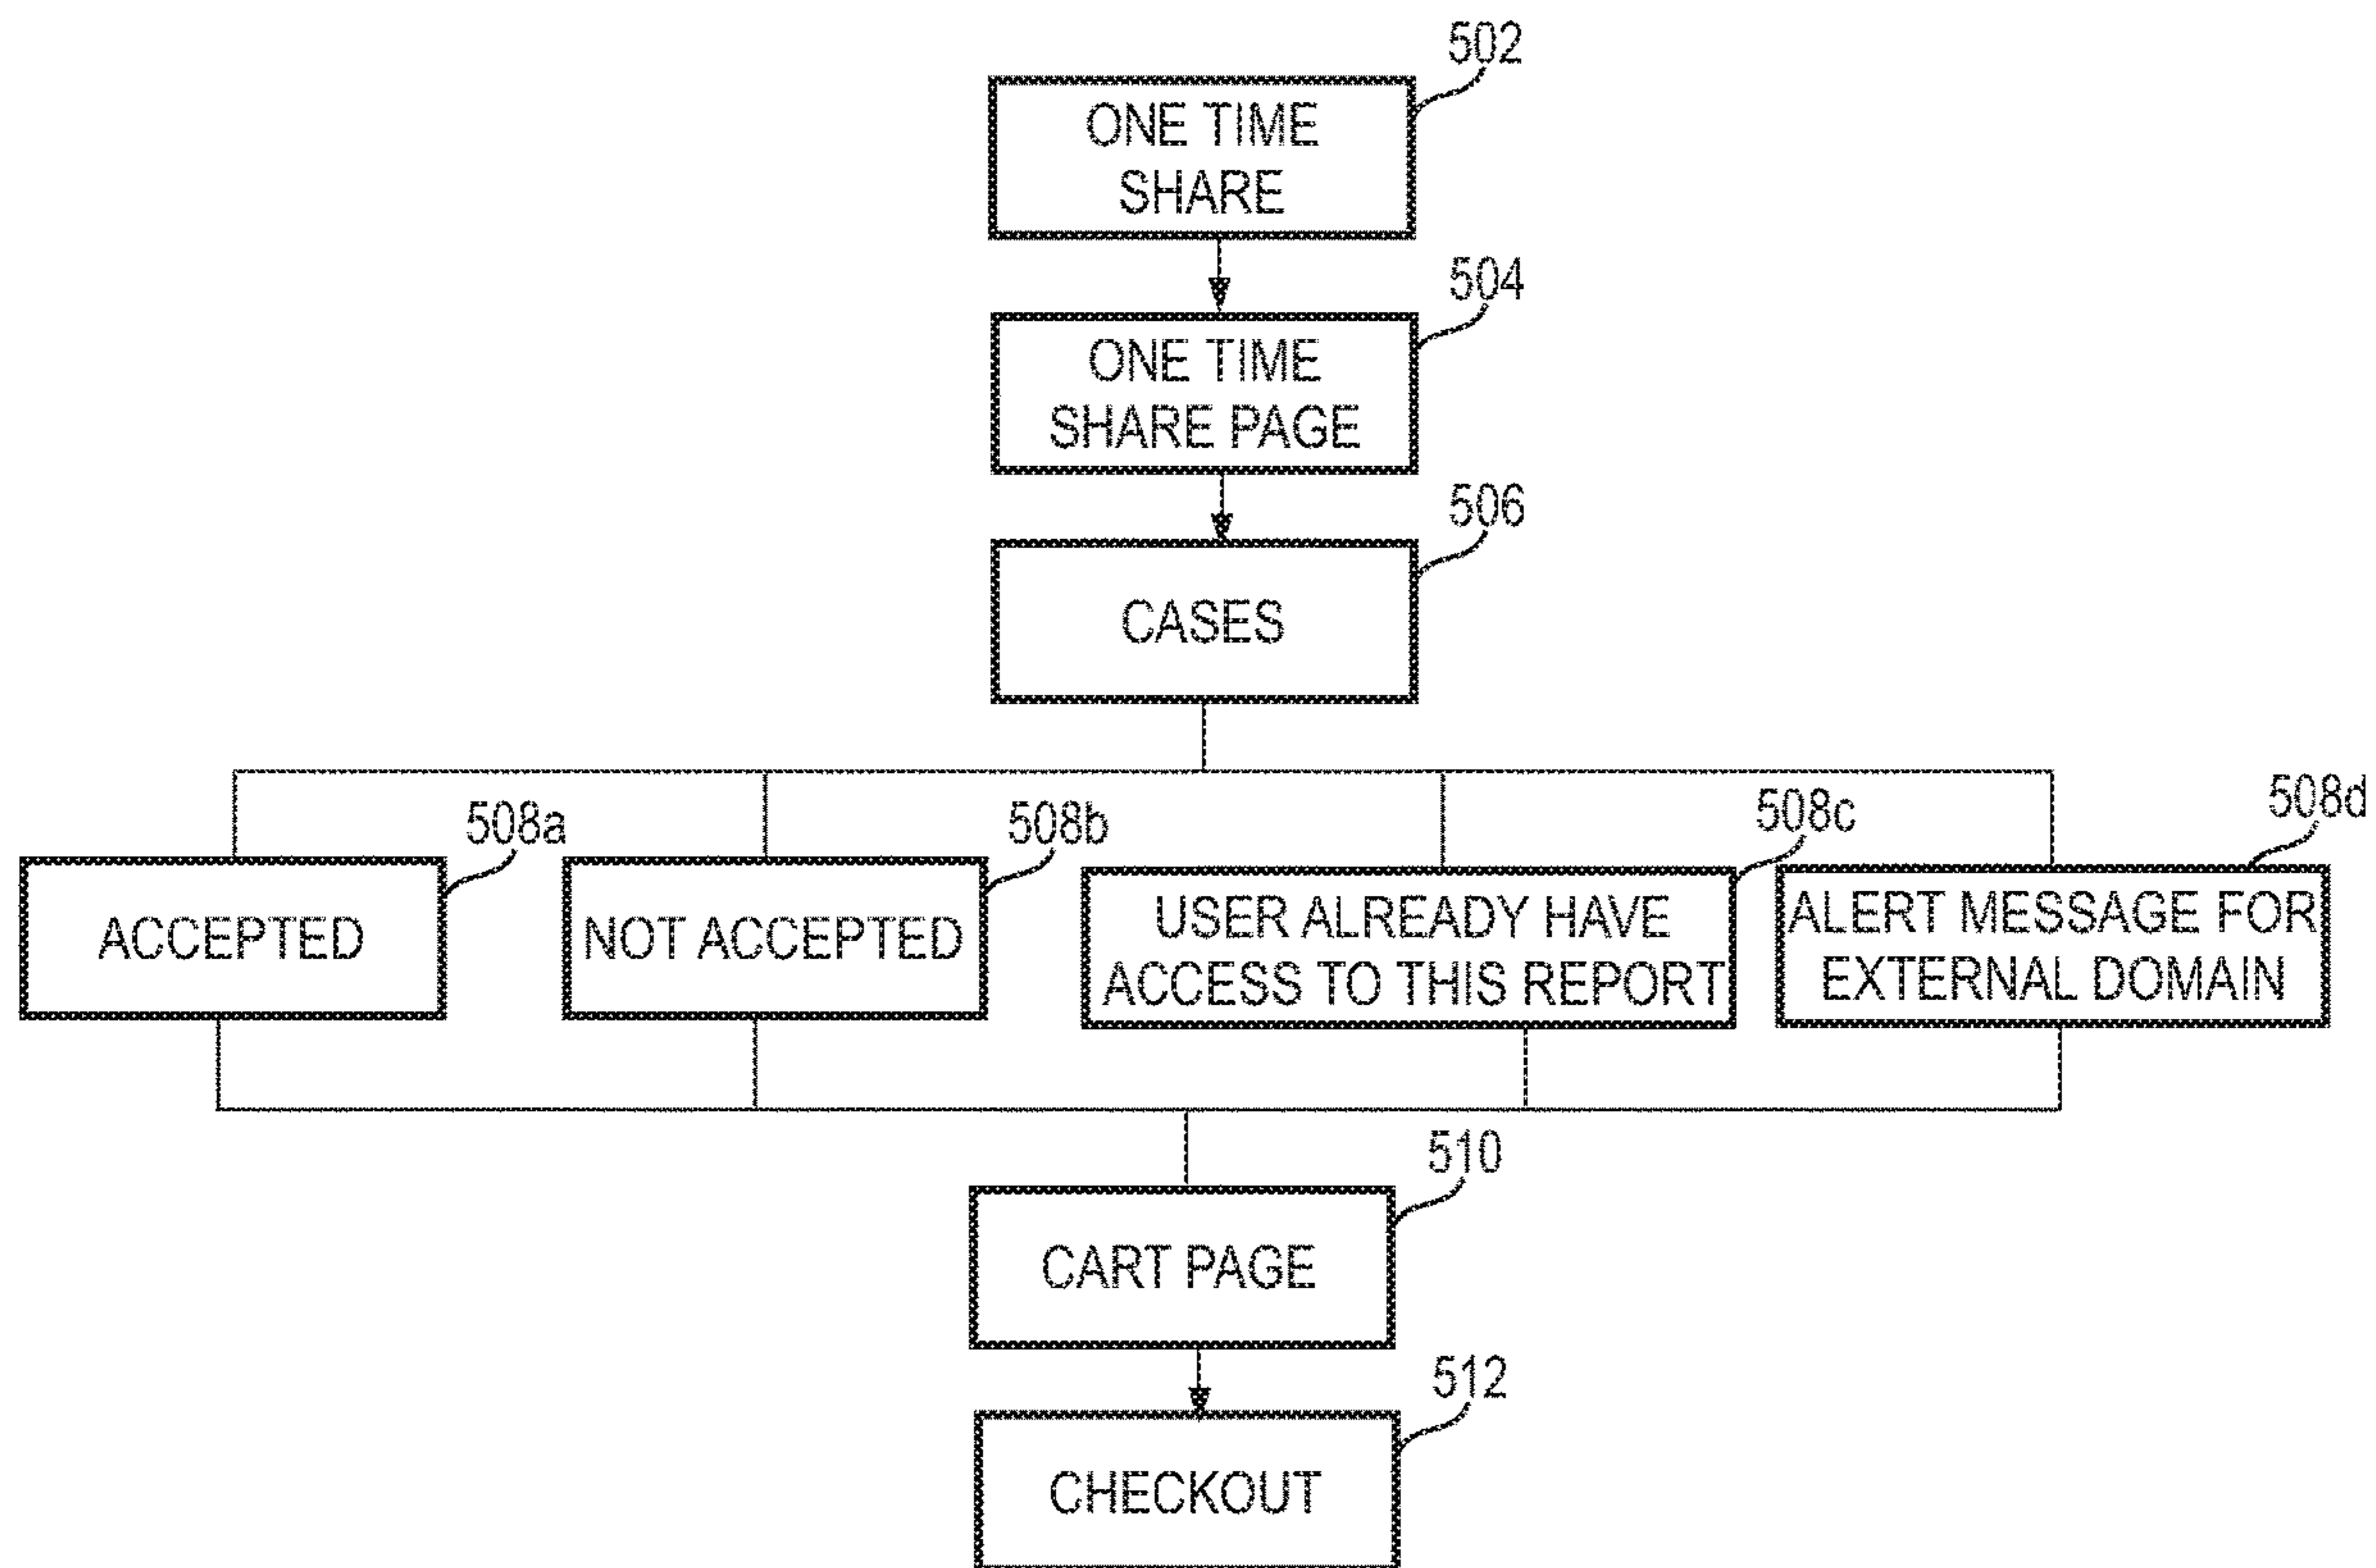 502
ONE TIME
SHARE
504
ONE TIME
SHARE PAGE
506
CASES
508a
508b
508c
508d
ACCEPTED
NOT ACCEPTED
USER ALREADY HAVE
ACCESS TO THIS REPORT
ALERT MESSAGE FOR
EXTERNAL DOMAIN
510
CART PAGE
512
CHECKOUT